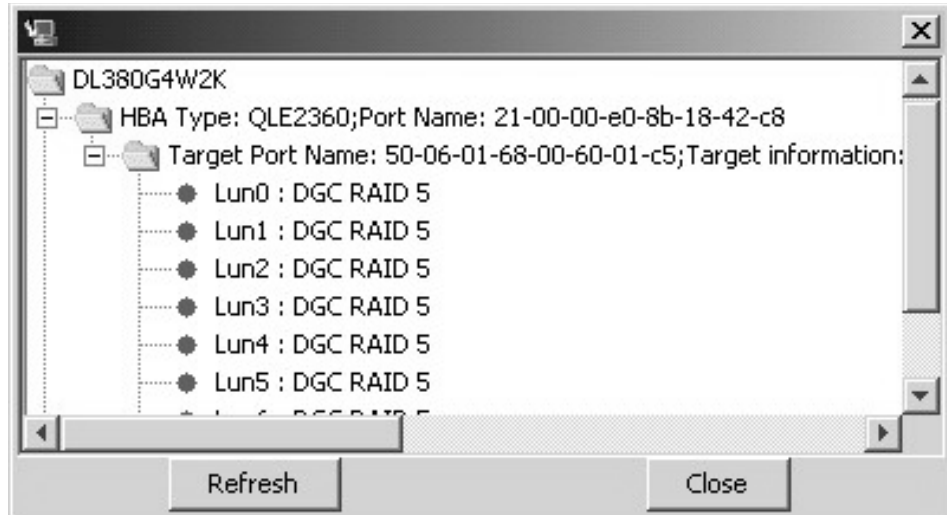 DL380G4W2K
HBA Type: QLE2360;Port Name: 21-00-00-e0-8b-18-42-c8
Target Port Name: 50-06-01-68-00-60-01-c5;Target information:
Lun0 : DGC RAID 5
Lun1 : DGC RAID 5
Lun2 : DGC RAID 5
Lun3 : DGC RAID 5
Lun4 : DGC RAID 5
Lun5 : DGC RAID 5
Refresh Close